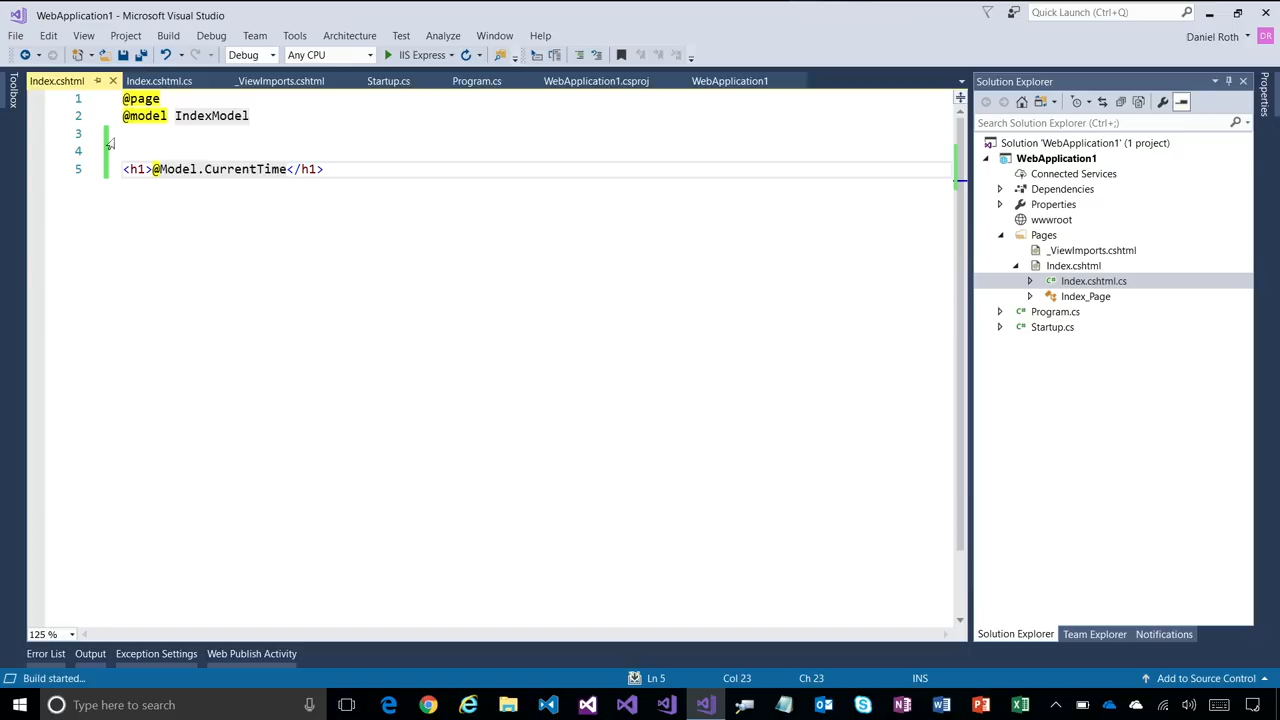 WebApplication1 - Microsoft Visual Studio
Quick Launch (Ctrl+Q)
File Edit View Project Build Debug Team Tools Architecture Test Analyze Window Help
Daniel Roth DR
Debug Any CPU IIS Express
Toolbox
Index.cshtml Index.cshtml.cs _ViewImports.cshtml Startup.cs Program.cs WebApplication1.csproj WebApplication1
1 @page
2 @model IndexModel
3
4
5 <h1>@Model.CurrentTime</h1>
Solution Explorer
Search Solution Explorer (Ctrl+;)
Solution 'WebApplication1' (1 project)
WebApplication1
Connected Services
Dependencies
Properties
wwwroot
Pages
_ViewImports.cshtml
Index.cshtml
Index.cshtml.cs
Index_Page
Program.cs
Startup.cs
Properties
125 %
Solution Explorer Team Explorer Notifications
Error List Output Exception Settings Web Publish Activity
Build started... Ln 5 Col 23 Ch 23 INS Add to Source Control
Type here to search